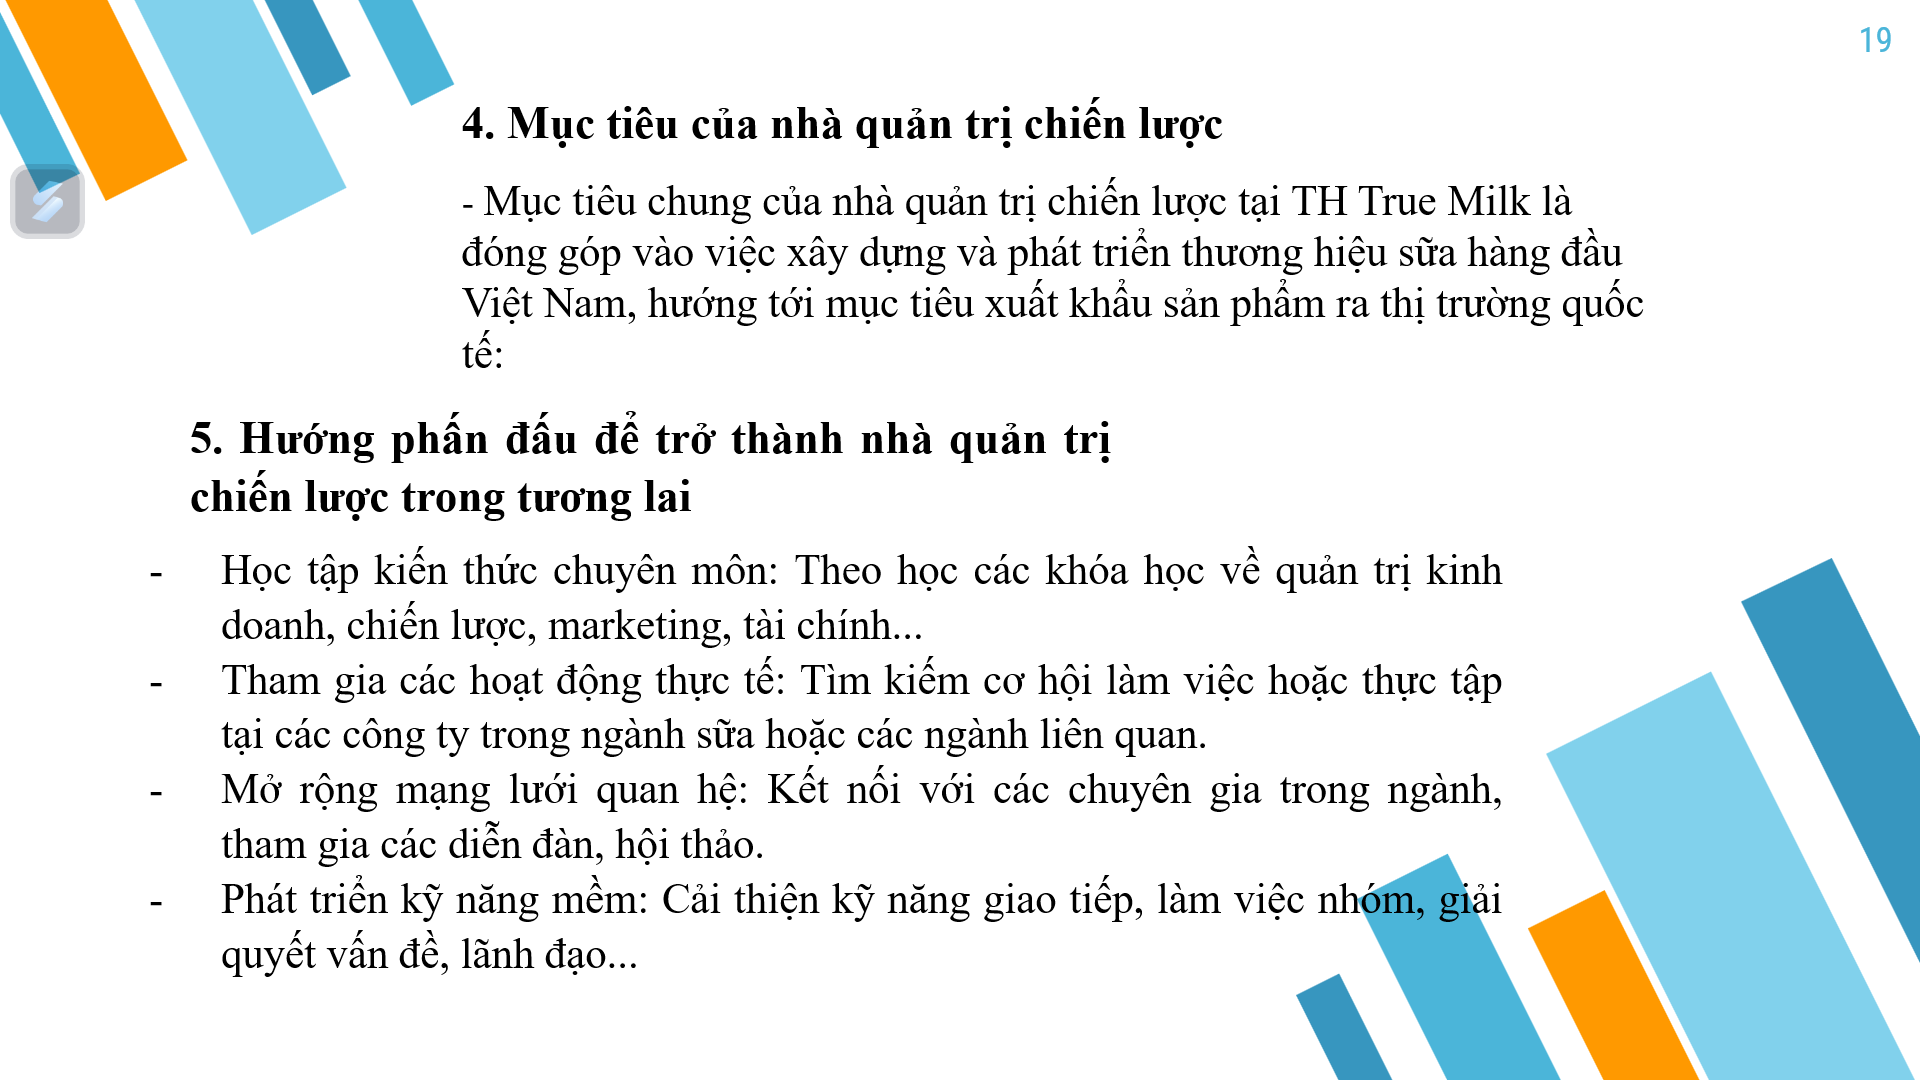 19
4. Mục tiêu của nhà quản trị chiến lược
- Mục tiêu chung của nhà quản trị chiến lược tại TH True Milk là
đóng góp vào việc xây dựng và phát triển thương hiệu sữa hàng đầu
Việt Nam, hướng tới mục tiêu xuất khẩu sản phẩm ra thị trường quốc
tế:
5. Hướng phấn đấu để trở thành nhà quản trị
chiến lược trong tương lai
- Học tập kiến thức chuyên môn: Theo học các khóa học về quản trị kinh
doanh, chiến lược, marketing, tài chính...
- Tham gia các hoạt động thực tế: Tìm kiếm cơ hội làm việc hoặc thực tập
tại các công ty trong ngành sữa hoặc các ngành liên quan.
- Mở rộng mạng lưới quan hệ: Kết nối với các chuyên gia trong ngành,
tham gia các diễn đàn, hội thảo.
- Phát triển kỹ năng mềm: Cải thiện kỹ năng giao tiếp, làm việc nhóm, giải
quyết vấn đề, lãnh đạo...